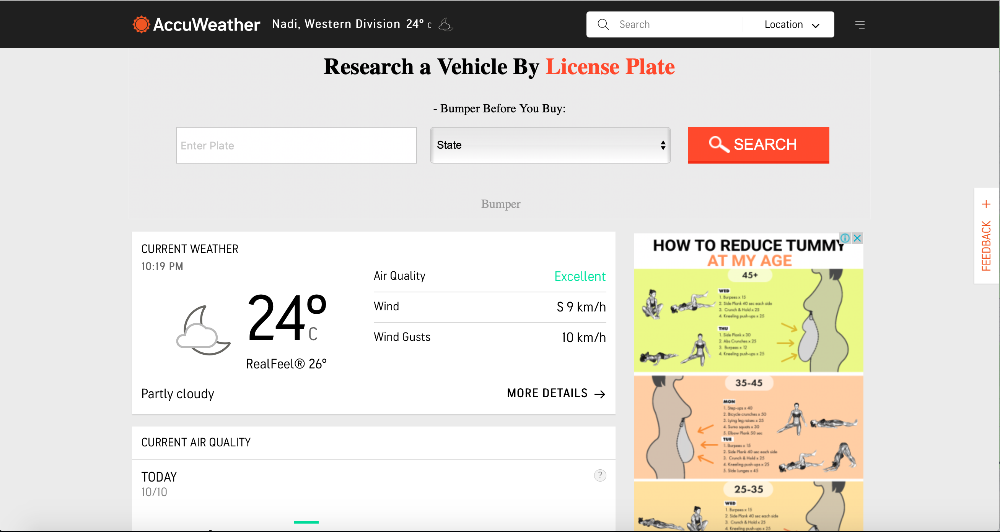 AccuWeather
Nadi, Western Division 24° C
Search
Location
Research a Vehicle By License Plate
- Bumper Before You Buy:
Enter Plate
State
SEARCH
Bumper
FEEDBACK +
CURRENT WEATHER
10:19 PM
24° C
RealFeel® 26°
Partly cloudy
Air Quality
Excellent
Wind
S 9 km/h
Wind Gusts
10 km/h
MORE DETAILS →
CURRENT AIR QUALITY
TODAY
10/10
?
HOW TO REDUCE TUMMY
AT MY AGE
45+
WED
1. Burpees x 15
2. Side Plank 40 sec each side
3. Crunch & Hold x 25
4. Kneeling push-ups x 25
THU
1. Side Plank x 30
2. Abs Crunches x 25
3. Burpees x 12
4. Kneeling push-ups x 25
35-45
MON
1. Step-ups x 40
2. Bicycle crunches x 50
3. Lying leg raises x 25
4. Sumo squats x 30
5. Elbow Plank 50 sec
TUE
1. Burpees x 15
2. Side Plank 40 sec each side
3. Crunch & Hold x 25
4. Kneeling push-ups x 25
5. Side Lunges x 45
25-35
WED
1. Burpees x 15
2. Side Plank 40 sec each side
3. Crunch & Hold x 25
4. Kneeling push-ups x 25